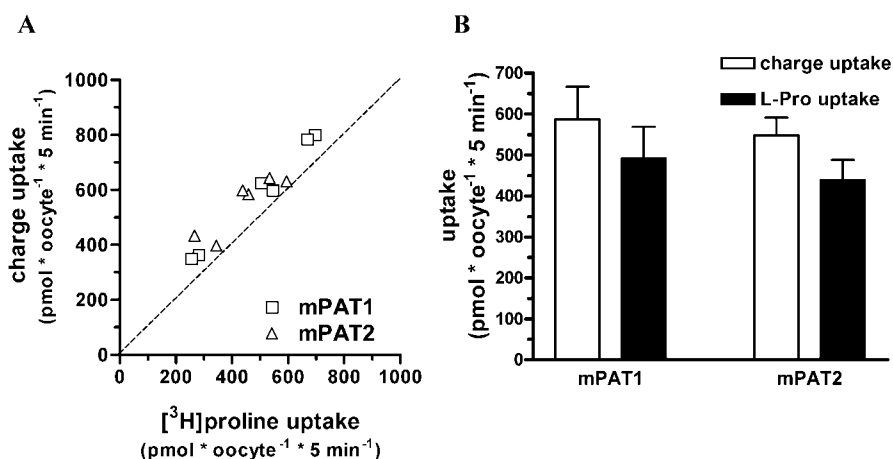 A
charge uptake
(pmol * oocyte⁻¹ * 5 min⁻¹)
1000
800
600
400
200
0
mPAT1
mPAT2
0 200 400 600 800 1000
[³H]proline uptake
(pmol * oocyte⁻¹ * 5 min⁻¹)
B
uptake
(pmol * oocyte⁻¹ * 5 min⁻¹)
700
600
500
400
300
200
100
0
charge uptake
L-Pro uptake
mPAT1 mPAT2